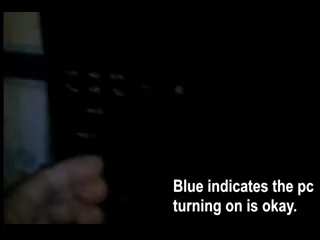 Blue indicates the pc
turning on is okay.